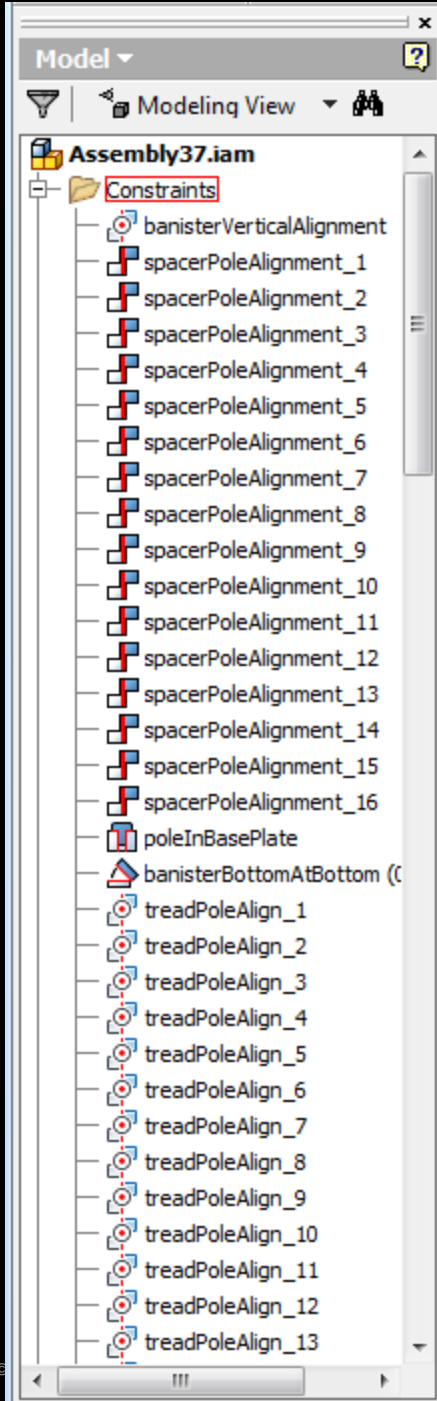 Model
Modeling View
Assembly37.iam
Constraints
banisterVerticalAlignment
spacerPoleAlignment_1
spacerPoleAlignment_2
spacerPoleAlignment_3
spacerPoleAlignment_4
spacerPoleAlignment_5
spacerPoleAlignment_6
spacerPoleAlignment_7
spacerPoleAlignment_8
spacerPoleAlignment_9
spacerPoleAlignment_10
spacerPoleAlignment_11
spacerPoleAlignment_12
spacerPoleAlignment_13
spacerPoleAlignment_14
spacerPoleAlignment_15
spacerPoleAlignment_16
poleInBasePlate
banisterBottomAtBottom (0
treadPoleAlign_1
treadPoleAlign_2
treadPoleAlign_3
treadPoleAlign_4
treadPoleAlign_5
treadPoleAlign_6
treadPoleAlign_7
treadPoleAlign_8
treadPoleAlign_9
treadPoleAlign_10
treadPoleAlign_11
treadPoleAlign_12
treadPoleAlign_13